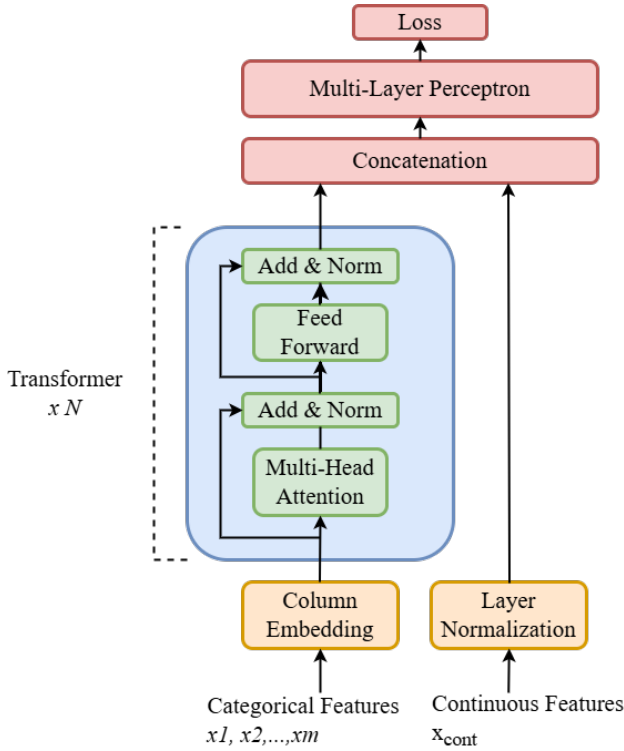 Loss
Multi-Layer Perceptron
Concatenation
Add & Norm
Feed
Forward
Transformer
x N
Add & Norm
Multi-Head
Attention
Column
Embedding
Layer
Normalization
Categorical Features
x1, x2,...,xm
Continuous Features
xcont